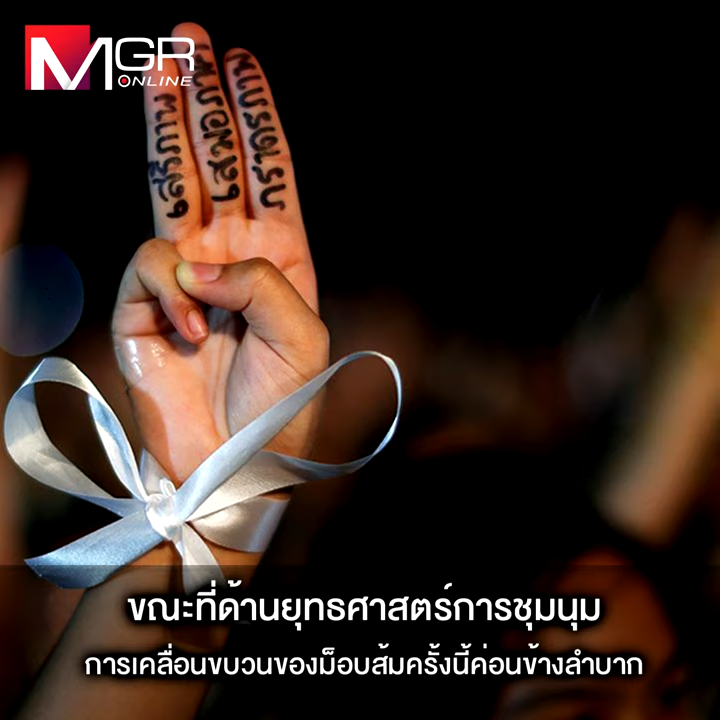 MGR
ONLINE
เสรีภาพ
เสมอภาค
ภราดรภาพ
ขณะที่ด้านยุทธศาสตร์การชุมนุม
การเคลื่อนขบวนของม็อบส้มครั้งนี้ค่อนข้างลำบาก